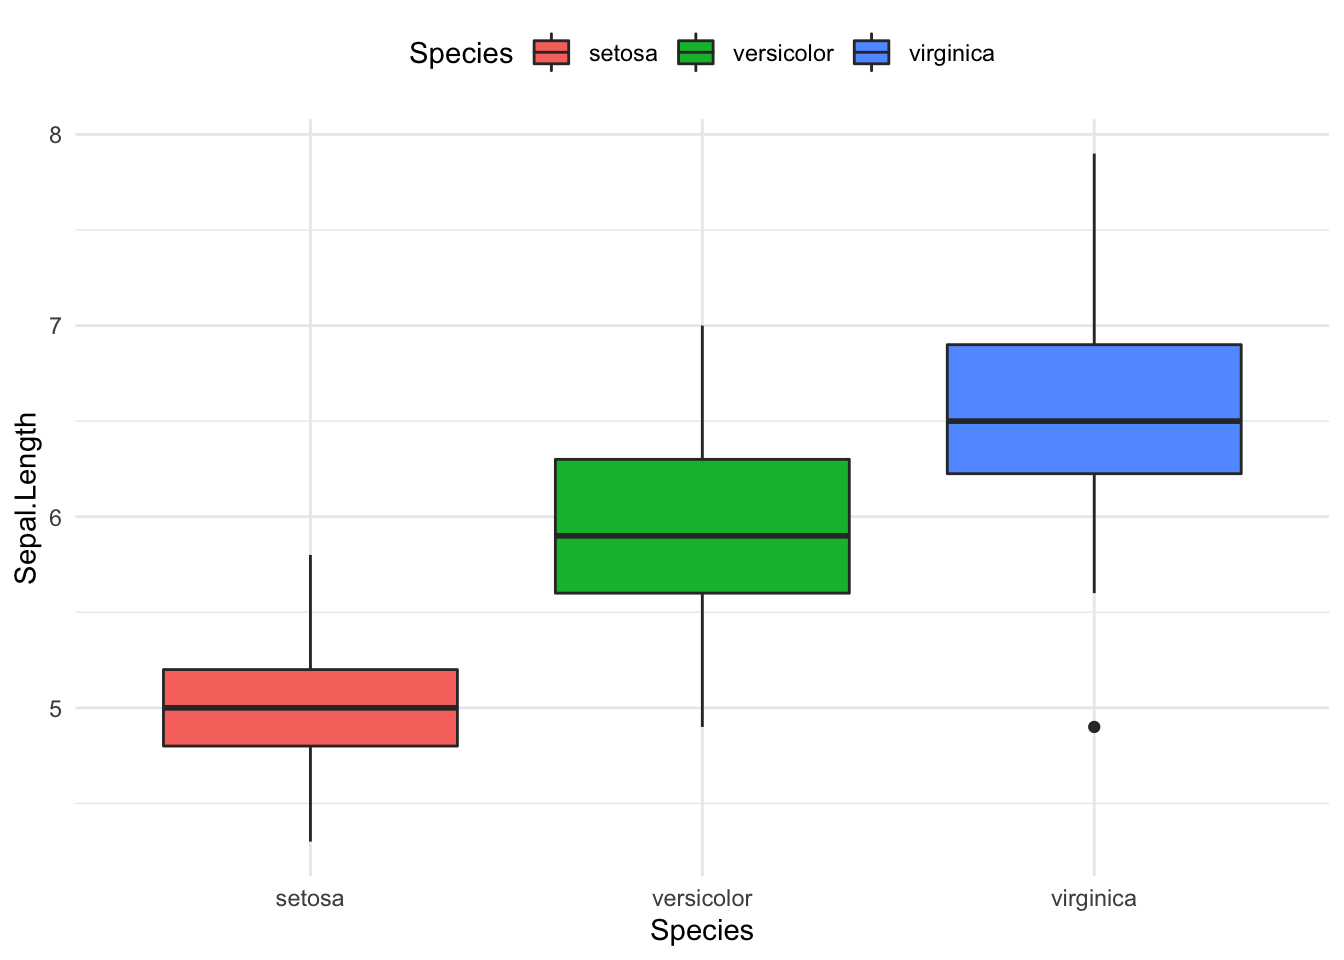 Species setosa versicolor virginica
8
7
6
5
Sepal.Length
setosa versicolor virginica
Species